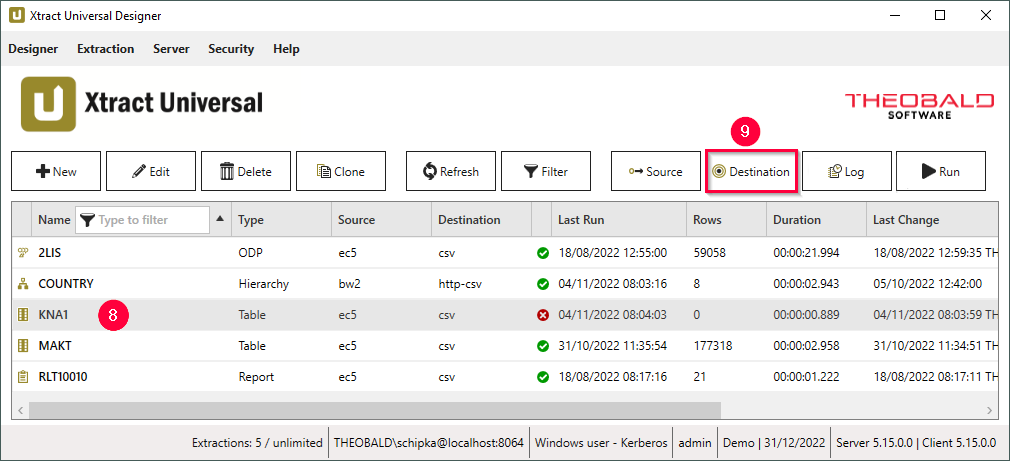 Xtract Universal Designer
Designer Extraction Server Security Help
Xtract Universal
THEOBALD
SOFTWARE
9
New Edit Delete Clone Refresh Filter Source Destination Log Run
Name Type to filter Type Source Destination Last Run Rows Duration Last Change
2LIS ODP ec5 csv 18/08/2022 12:55:00 59058 00:00:21.994 18/08/2022 12:59:35 TH
COUNTRY Hierarchy bw2 http-csv 04/11/2022 08:03:16 8 00:00:02.943 05/10/2022 12:42:00
KNA1 8 Table ec5 csv 04/11/2022 08:04:03 0 00:00:00.889 04/11/2022 08:03:59 TH
MAKT Table ec5 csv 31/10/2022 11:35:54 177318 00:00:02.958 31/10/2022 11:34:51 TH
RLT10010 Report ec5 csv 18/08/2022 08:17:16 21 00:00:01.222 18/08/2022 08:17:11 TH
Extractions: 5 / unlimited THEOBALD\schipka@localhost:8064 Windows user - Kerberos admin Demo | 31/12/2022 Server 5.15.0.0 | Client 5.15.0.0